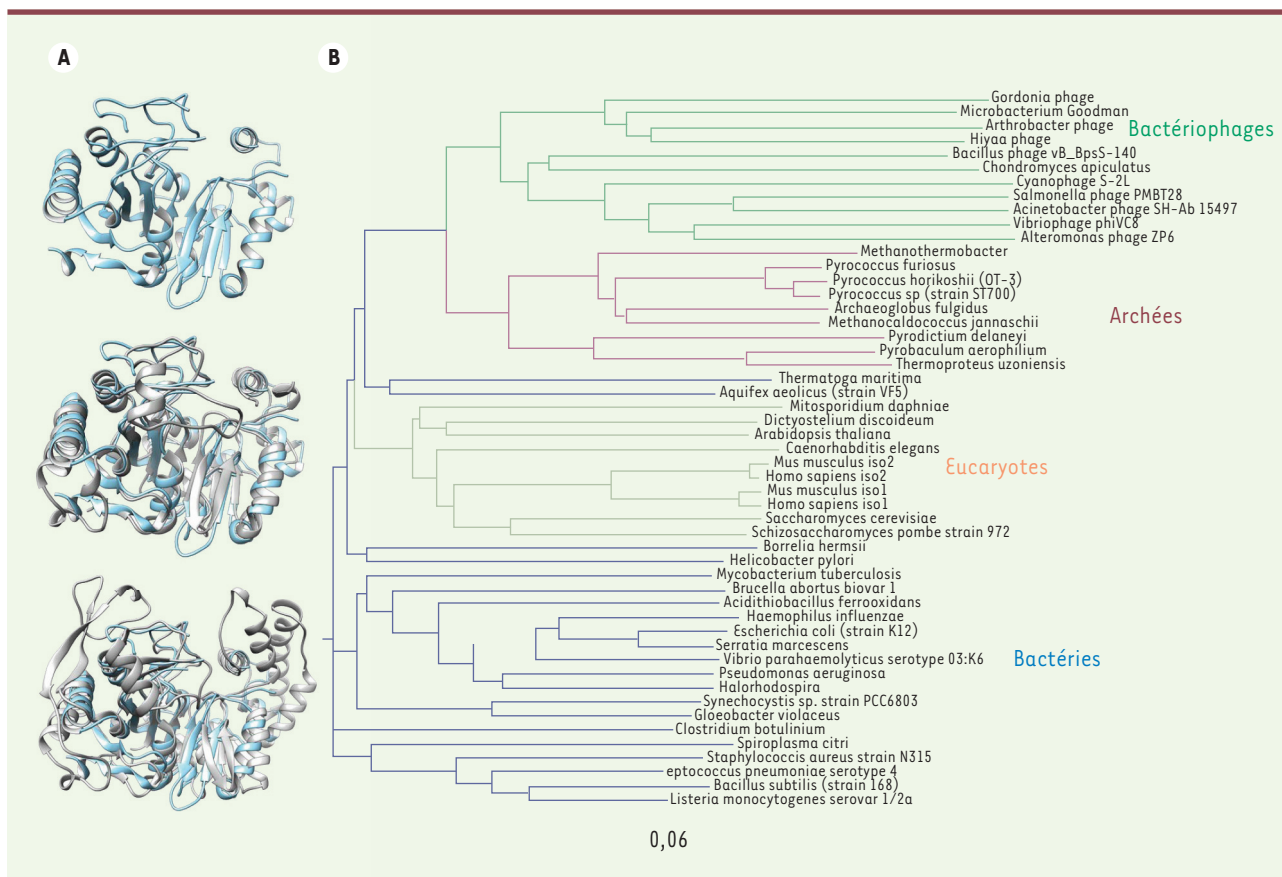 A
B
Gordonia phage
Microbacterium Goodman
Arthrobacter phage
Hiyaa phage
Bactériophages
Bacillus phage vB_BpsS-140
Chondromyces apiculatus
Cyanophage S-2L
Salmonella phage PMBT28
Acinetobacter phage SH-Ab 15497
Vibriophage phiVC8
Alteromonas phage ZP6
Methanothermobacter
Pyrococcus furiosus
Pyrococcus horikoshii (OT-3)
Pyrococcus sp (strain ST700)
Archaeoglobus fulgidus
Methanocaldococcus jannaschii
Archées
Pyrodictium delaneyi
Pyrobaculum aerophilium
Thermoproteus uzoniensis
Thermatoga maritima
Aquifex aeolicus (strain VF5)
Mitosporidium daphniae
Dictyostelium discoideum
Arabidopsis thaliana
Caenorhabditis elegans
Mus musculus iso2
Eucaryotes
Homo sapiens iso2
Mus musculus iso1
Homo sapiens iso1
Saccharomyces cerevisiae
Schizosaccharomyces pombe strain 972
Borrelia hermsii
Helicobacter pylori
Mycobacterium tuberculosis
Brucella abortus biovar 1
Acidithiobacillus ferrooxidans
Haemophilus influenzae
Escherichia coli (strain K12)
Serratia marcescens
Vibrio parahaemolyticus serotype 03:K6
Bactéries
Pseudomonas aeruginosa
Halorhodospira
Synechocystis sp. strain PCC6803
Gloeobacter violaceus
Clostridium botulinium
Spiroplasma citri
Staphylococcis aureus strain N315
eptococcus pneumoniae serotype 4
Bacillus subtilis (strain 168)
Listeria monocytogenes serovar 1/2a
0,06